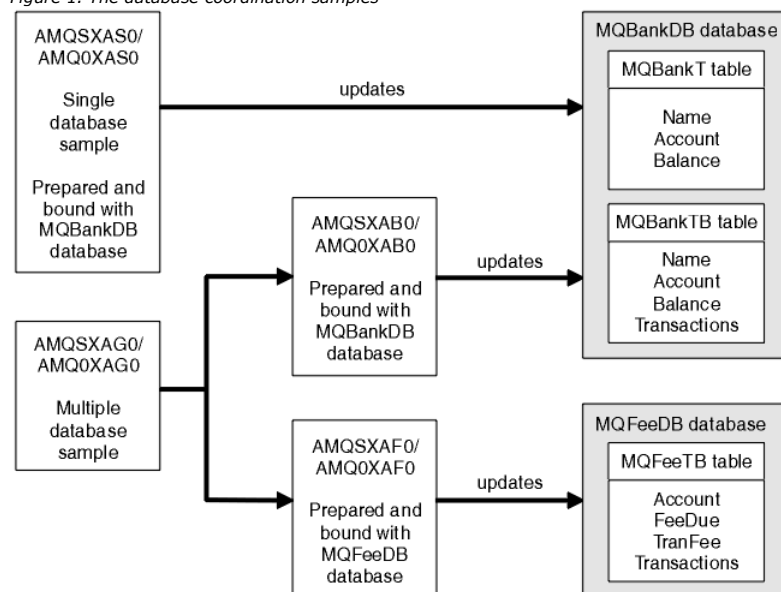 Figure 1. The database coordination samples
AMQSXAS0/
AMQ0XAS0
Single
database
sample
Prepared and
bound with
MQBankDB
database
updates
MQBankDB database
MQBankT table
Name
Account
Balance
MQBankTB table
Name
Account
Balance
Transactions
AMQSXAB0/
AMQ0XAB0
Prepared and
bound with
MQBankDB
database
updates
AMQSXAG0/
AMQ0XAG0
Multiple
database
sample
AMQSXAF0/
AMQ0XAF0
Prepared and
bound with
MQFeeDB
database
updates
MQFeeDB database
MQFeeTB table
Account
FeeDue
TranFee
Transactions